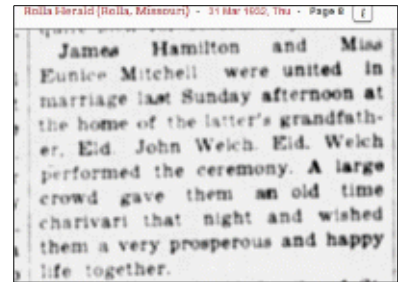 Rolla Herald (Rolla, Missouri) - 31 Mar 1932, Thu - Page 8
James Hamilton and Miss
Eunice Mitchell were united in
marriage last Sunday afternoon at
the home of the latter's grandfath-
er, Eld. John Welch. Eld. Welch
performed the ceremony. A large
crowd gave them an old time
charivari that night and wished
them a very prosperous and happy
life together.